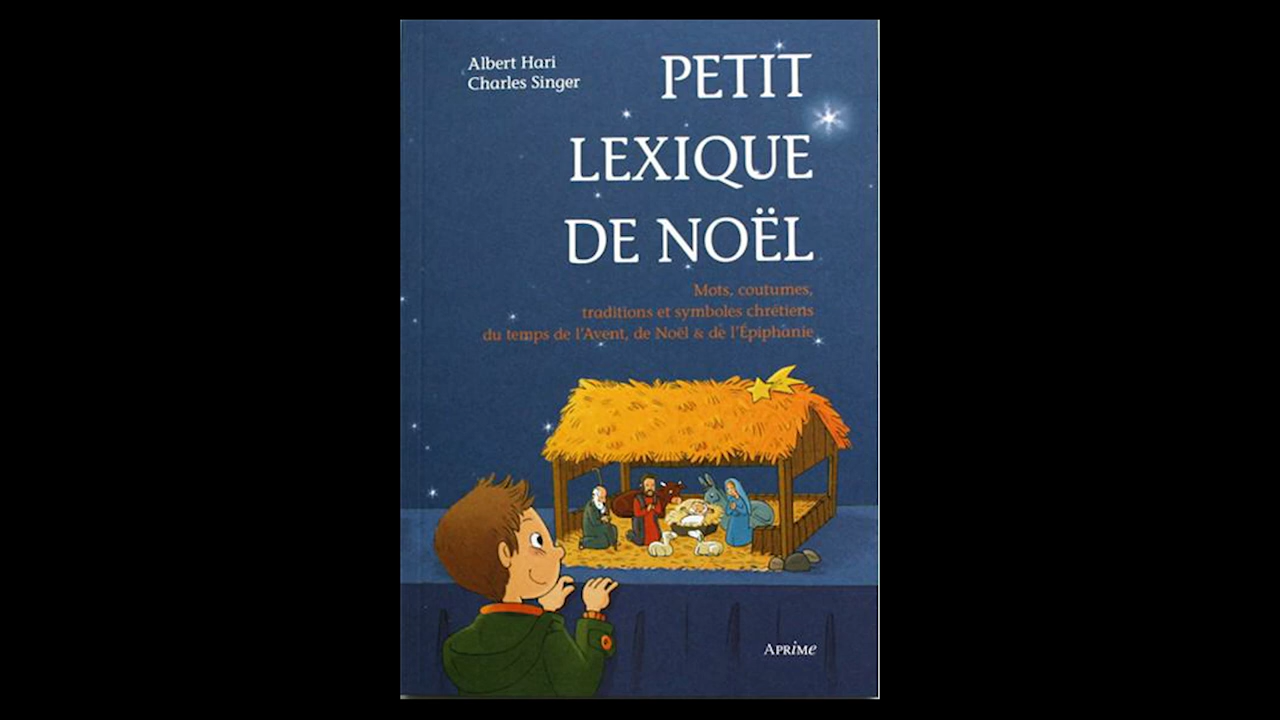 Albert Hari
Charles Singer
PETIT
LEXIQUE
DE NOËL
Mots, coutumes,
traditions et symboles chrétiens
du temps de l'Avent, de Noël & de l'Épiphanie
APRIME